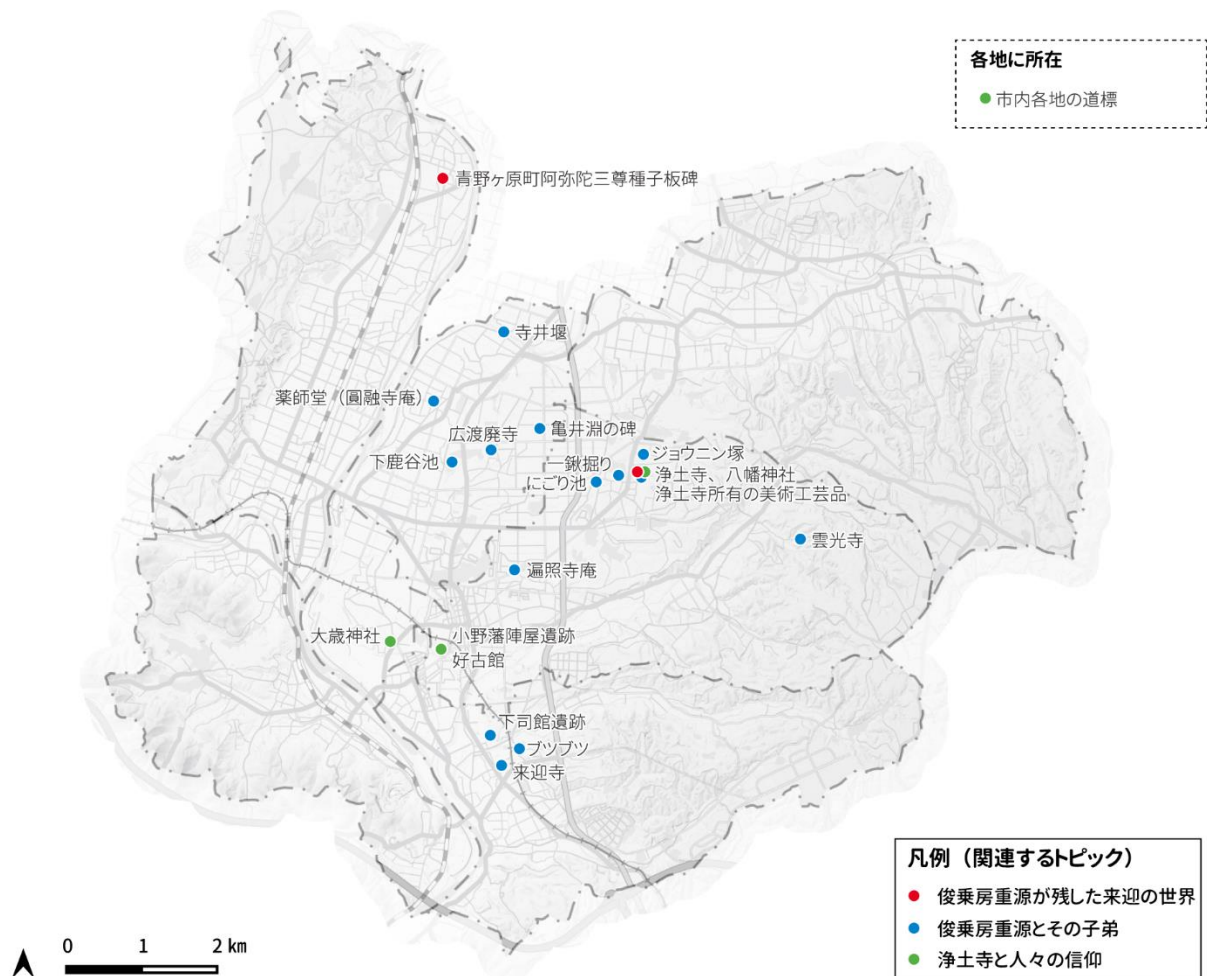 各地に所在
市内各地の道標
青野ヶ原町阿弥陀三尊種子板碑
寺井堰
薬師堂（圓融寺庵）
亀井淵の碑
広渡廃寺
下鹿谷池
ジョウニン塚
一鍬掘り
浄土寺、八幡神社
にごり池
浄土寺所有の美術工芸品
雲光寺
遍照寺庵
大歳神社
小野藩陣屋遺跡
好古館
下司館遺跡
ブツブツ
来迎寺
凡例（関連するトピック）
俊乗房重源が残した来迎の世界
俊乗房重源とその子弟
浄土寺と人々の信仰
0 1 2 km